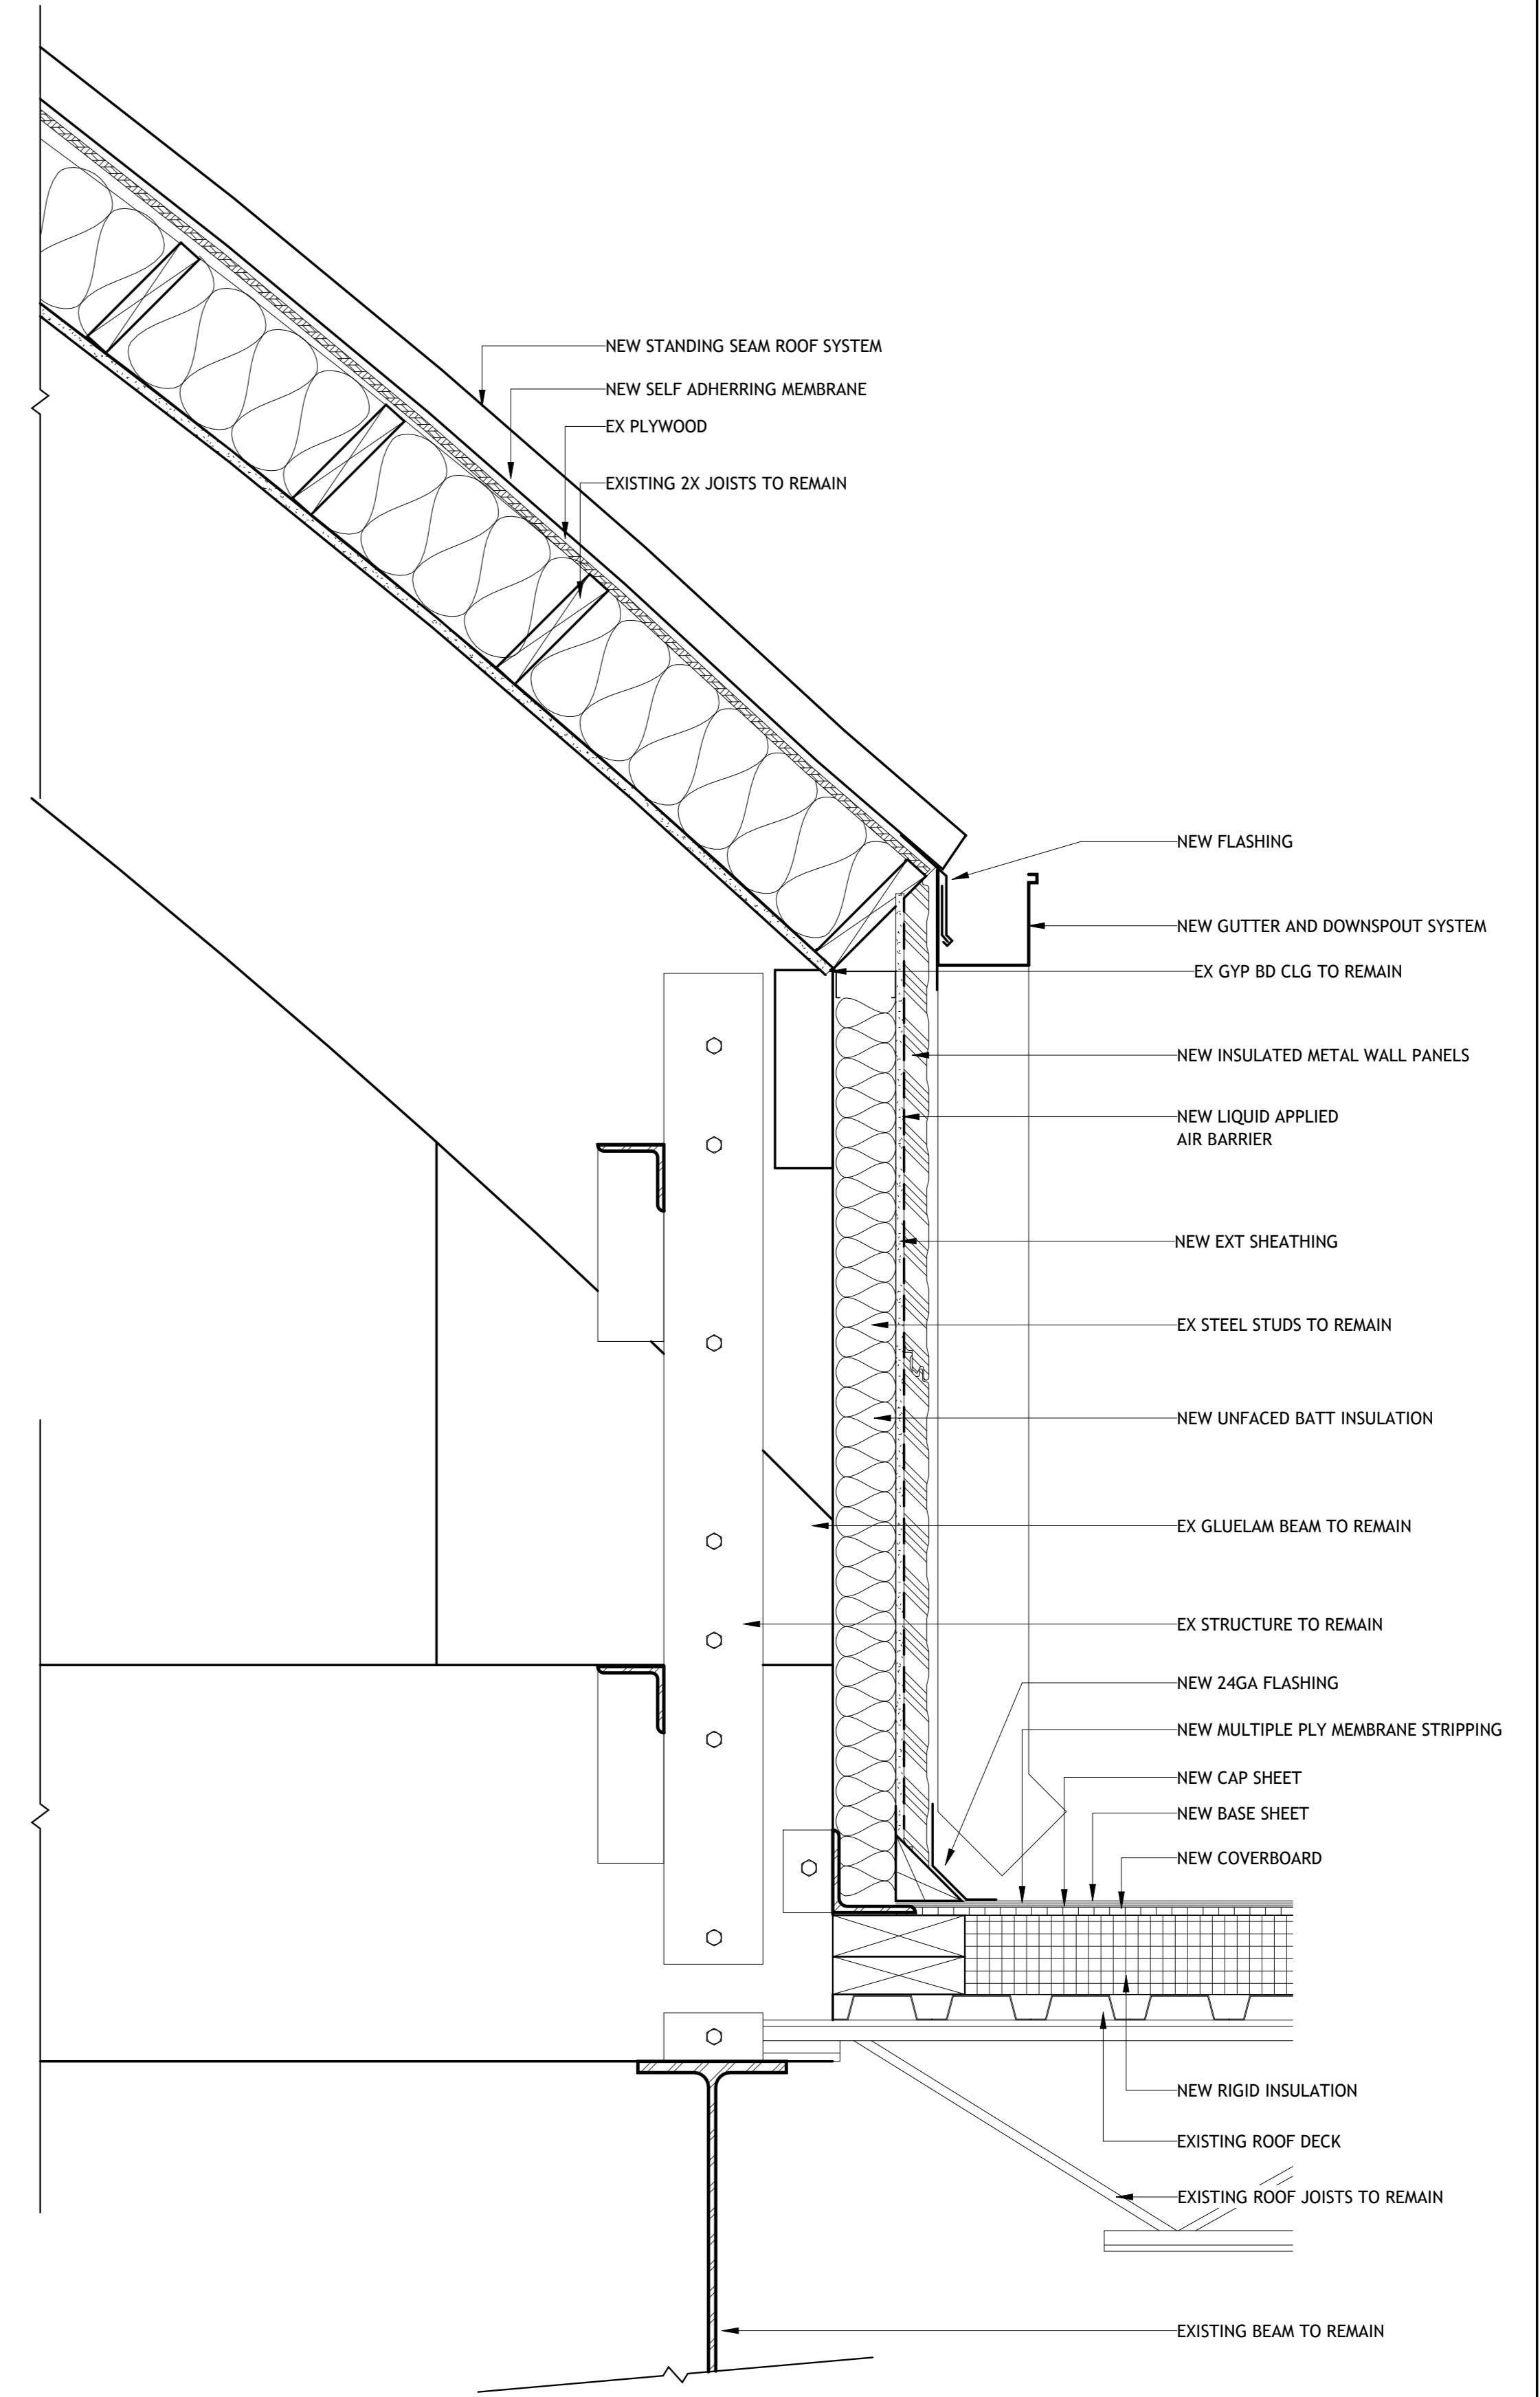 NEW STANDING SEAM ROOF SYSTEM
NEW SELF ADHERRING MEMBRANE
EX PLYWOOD
EXISTING 2X JOISTS TO REMAIN
NEW FLASHING
NEW GUTTER AND DOWNSPOUT SYSTEM
EX GYP BD CLG TO REMAIN
NEW INSULATED METAL WALL PANELS
NEW LIQUID APPLIED
AIR BARRIER
NEW EXT SHEATHING
EX STEEL STUDS TO REMAIN
NEW UNFACED BATT INSULATION
EX GLUELAM BEAM TO REMAIN
EX STRUCTURE TO REMAIN
NEW 24GA FLASHING
NEW MULTIPLE PLY MEMBRANE STRIPPING
NEW CAP SHEET
NEW BASE SHEET
NEW COVERBOARD
NEW RIGID INSULATION
EXISTING ROOF DECK
EXISTING ROOF JOISTS TO REMAIN
EXISTING BEAM TO REMAIN